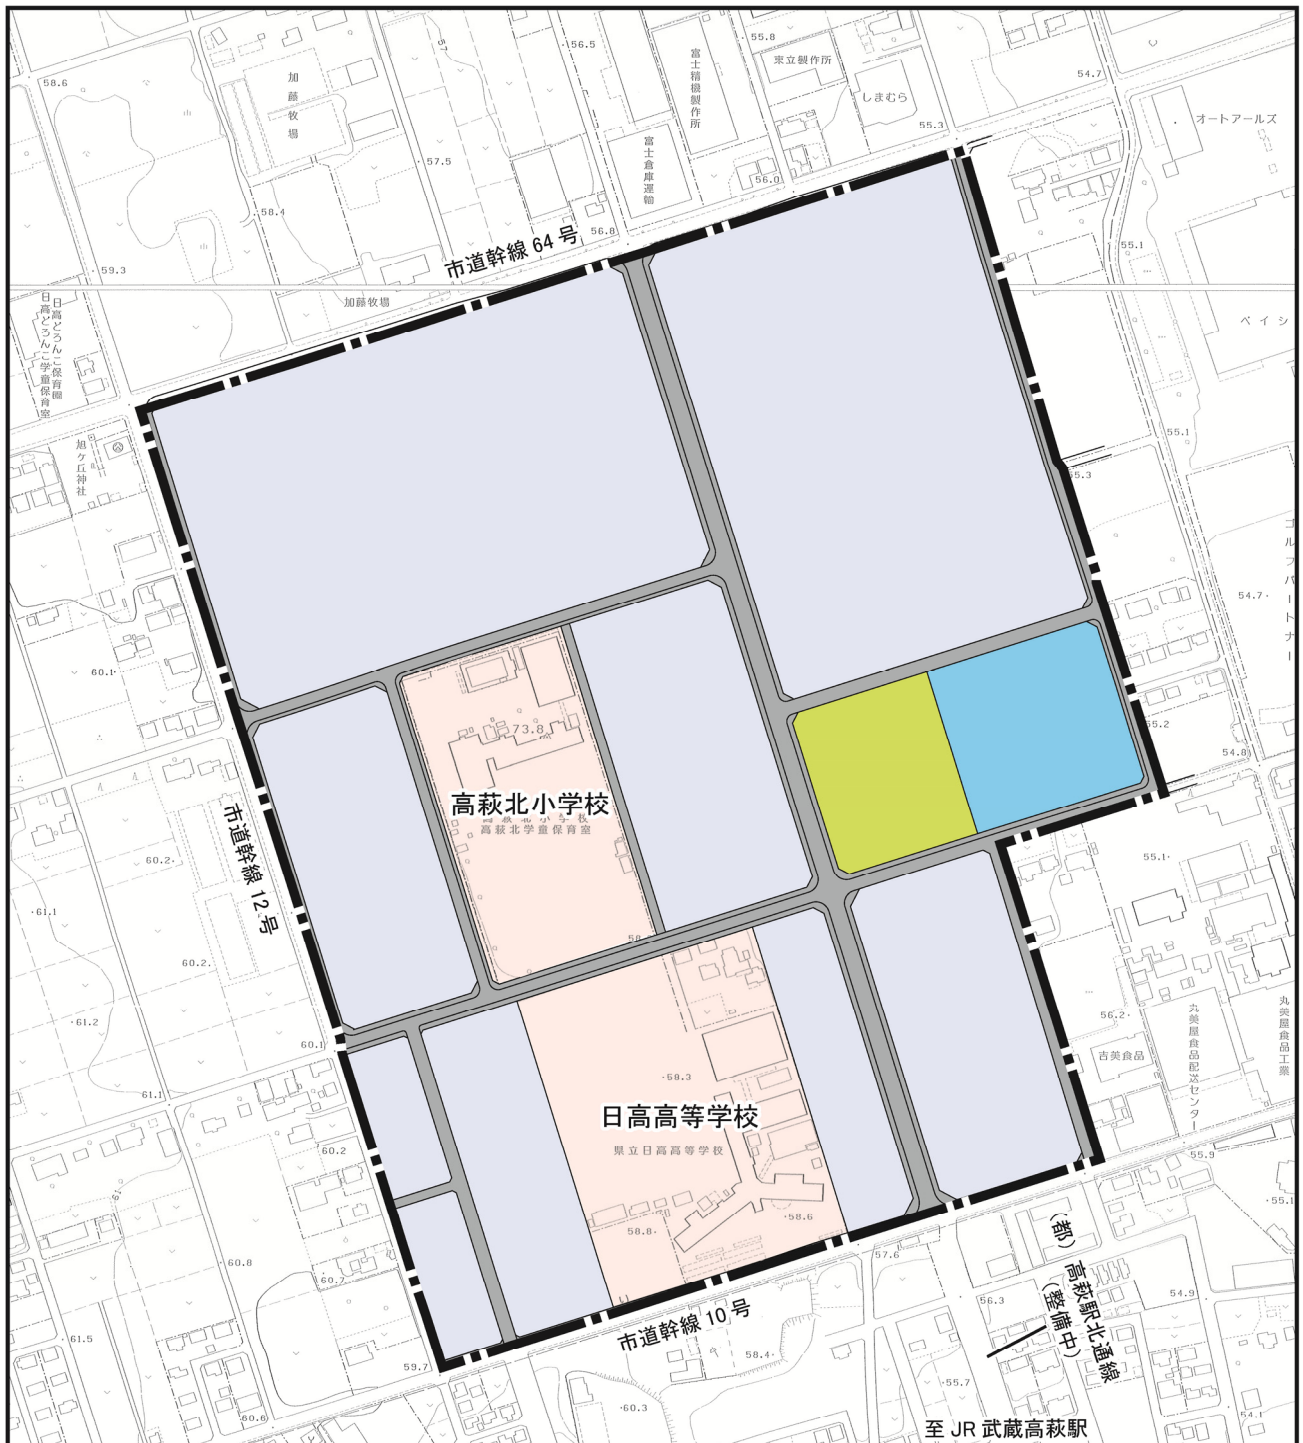 58.6
加藤牧場
57
56.5
富士精機製作所
55.8
東立製作所
しまむら
54.7
オートアールズ
55.3
57.5
富士倉庫運輸
56.0
58.4
56.8
市道幹線 64 号
59.3
加藤牧場
55.1
日高どろんこ保育園
日高どろんこ学童保育室
ベイシ
旭ケ丘神社
55.1
55.3
ゴルフパートナー
54.7
60.1
73.8
55.2
54.8
高萩北小学校
高萩北小学校
高萩北学童保育室
市道幹線 12 号
60.2
55.1
61.1
60.2
58.
61.2
60.1
56.2
丸美屋食品配送センター
丸美屋食品工業
吉美食品
58.3
61.1
日高高等学校
県立日高高等学校
60.2
55.9
55.1
58.8
58.6
57.6
（都）高萩駅北通線
（整備中）
60.8
60.7
56.3
54.9
市道幹線 10 号
61.5
59.7
58.4
55.7
60.6
60.3
54.1
至 JR 武蔵高萩駅